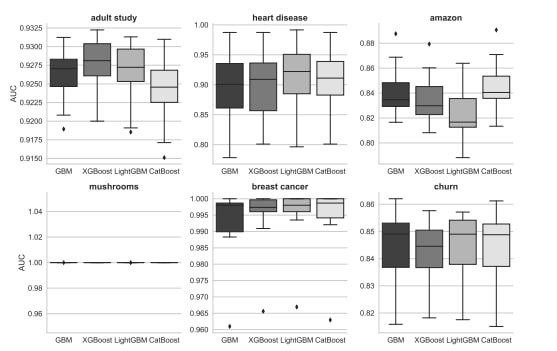 adult study
heart disease
amazon
AUC
0.9325
0.9300
0.9275
0.9250
0.9225
0.9200
0.9175
0.9150
1.00
0.95
0.90
0.85
0.80
0.88
0.86
0.84
0.82
0.80
GBM XGBoost LightGBM CatBoost
GBM XGBoost LightGBM CatBoost
GBM XGBoost LightGBM CatBoost
mushrooms
breast cancer
churn
AUC
1.04
1.02
1.00
0.98
0.96
1.000
0.995
0.990
0.985
0.980
0.975
0.970
0.965
0.960
0.86
0.85
0.84
0.83
0.82
GBM XGBoost LightGBM CatBoost
GBM XGBoost LightGBM CatBoost
GBM XGBoost LightGBM CatBoost